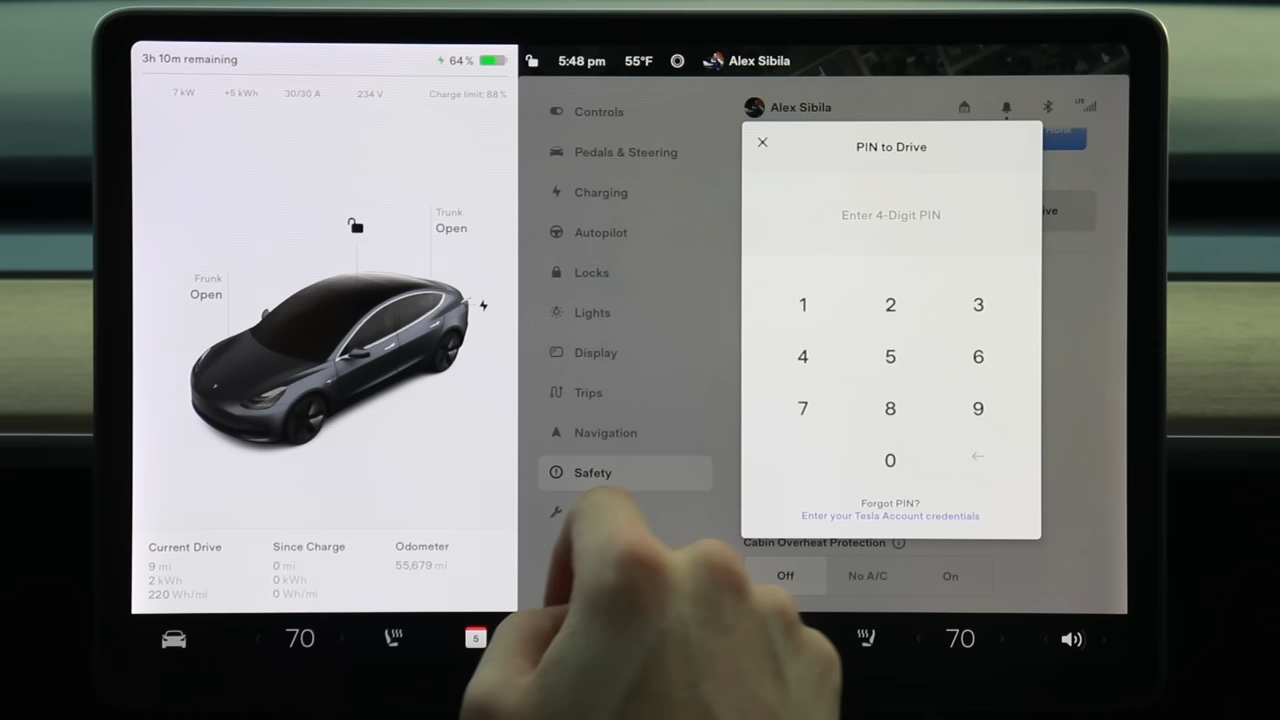 3h 10m remaining
64 %
7 kW
+5 kWh
30/30 A
234 V
Charge limit: 88 %
Trunk
Open
Frunk
Open
Current Drive
9 mi
2 kWh
220 Wh/mi
Since Charge
0 mi
0 kWh
0 Wh/mi
Odometer
55,679 mi
5:48 pm
55°F
Alex Sibila
Controls
Pedals & Steering
Charging
Autopilot
Locks
Lights
Display
Trips
Navigation
Safety
Alex Sibila
LTE
Honk
ive
PIN to Drive
Enter 4-Digit PIN
1 2 3
4 5 6
7 8 9
0 ←
Forgot PIN?
Enter your Tesla Account credentials
Cabin Overheat Protection
Off
No A/C
On
70
5
70